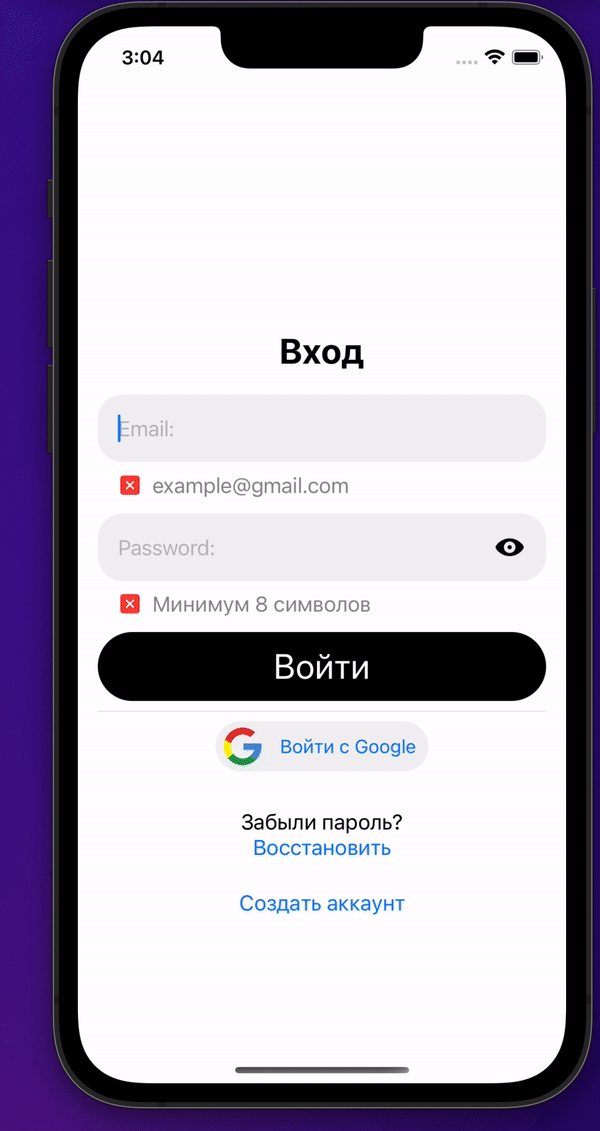 3:04
Вход
Email:
example@gmail.com
Password:
Минимум 8 символов
Войти
Войти с Google
Забыли пароль?
Восстановить
Создать аккаунт